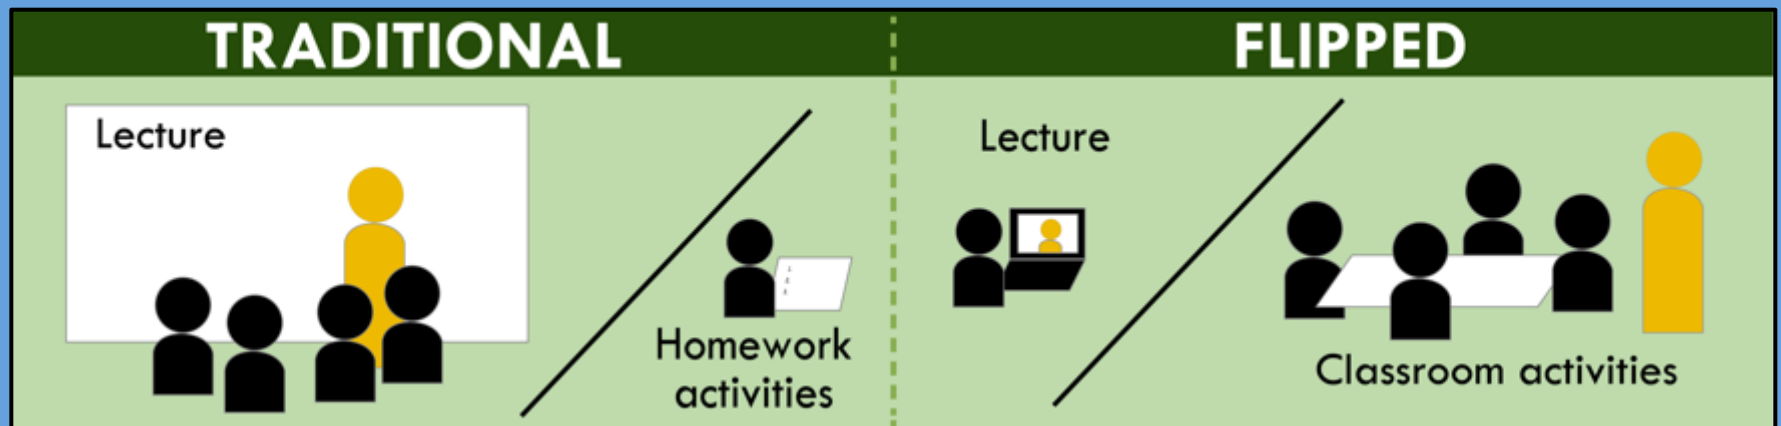 TRADITIONAL
Lecture
Homework
activities
FLIPPED
Lecture
Classroom activities